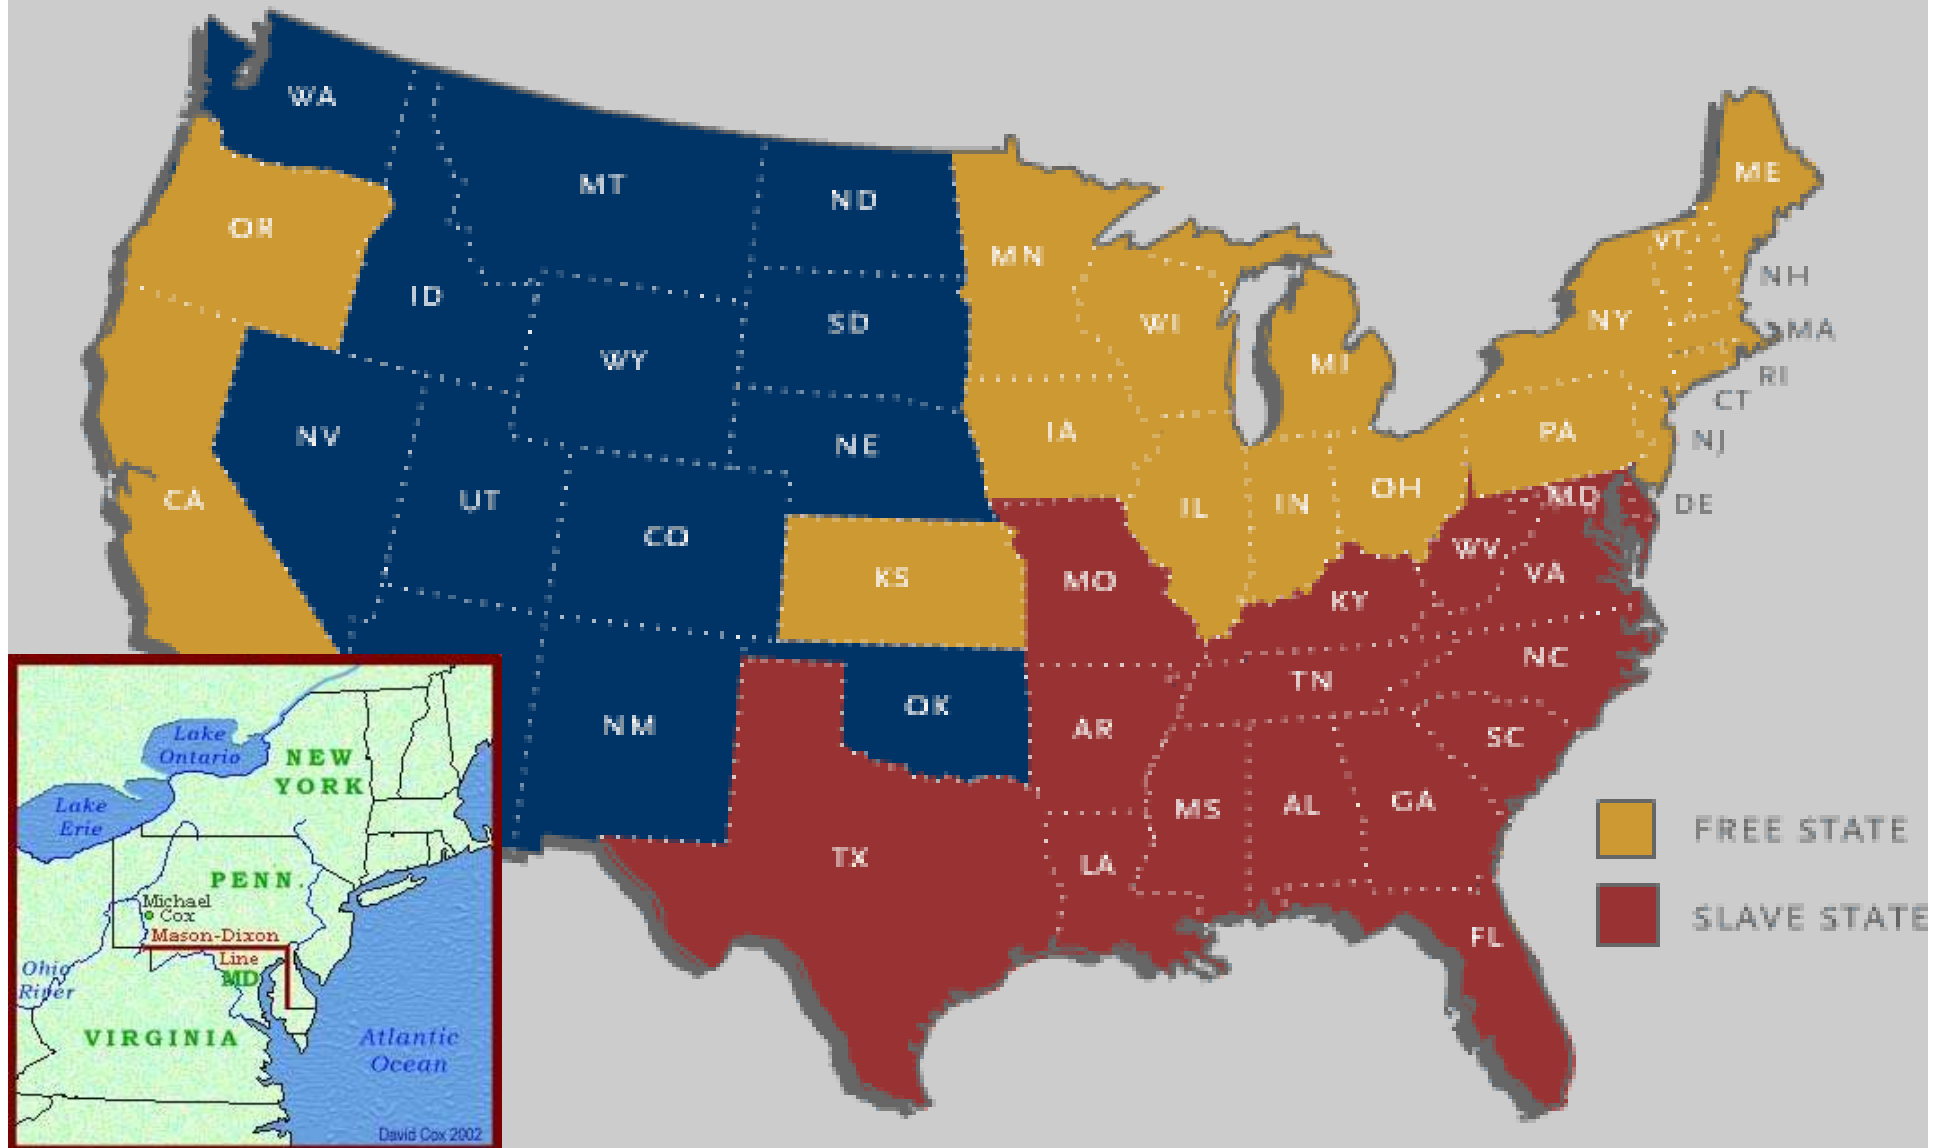 WA
MT
ND
MN
ME
OR
VT
ID
NH
SD
WI
NY
MA
WY
MI
RI
CT
NV
NE
IA
PA
NJ
CA
UT
CO
IL
IN
OH
MD
DE
KS
MO
WV
VA
KY
NC
TN
NM
OK
AR
SC
MS
AL
GA
TX
LA
FL
FREE STATE
SLAVE STATE
Lake
Ontario
NEW
YORK
Lake
Erie
PENN.
Michael
Cox
Mason-Dixon
Line
MD
Ohio
River
VIRGINIA
Atlantic
Ocean
David Cox 2002